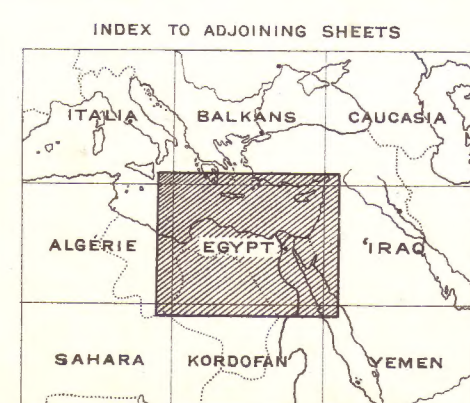 INDEX TO ADJOINING SHEETS
ITALIA BALKANS CAUCASIA
ALGÉRIE EGYPT ‘IRAQ
SAHARA KORDOFAN YEMEN